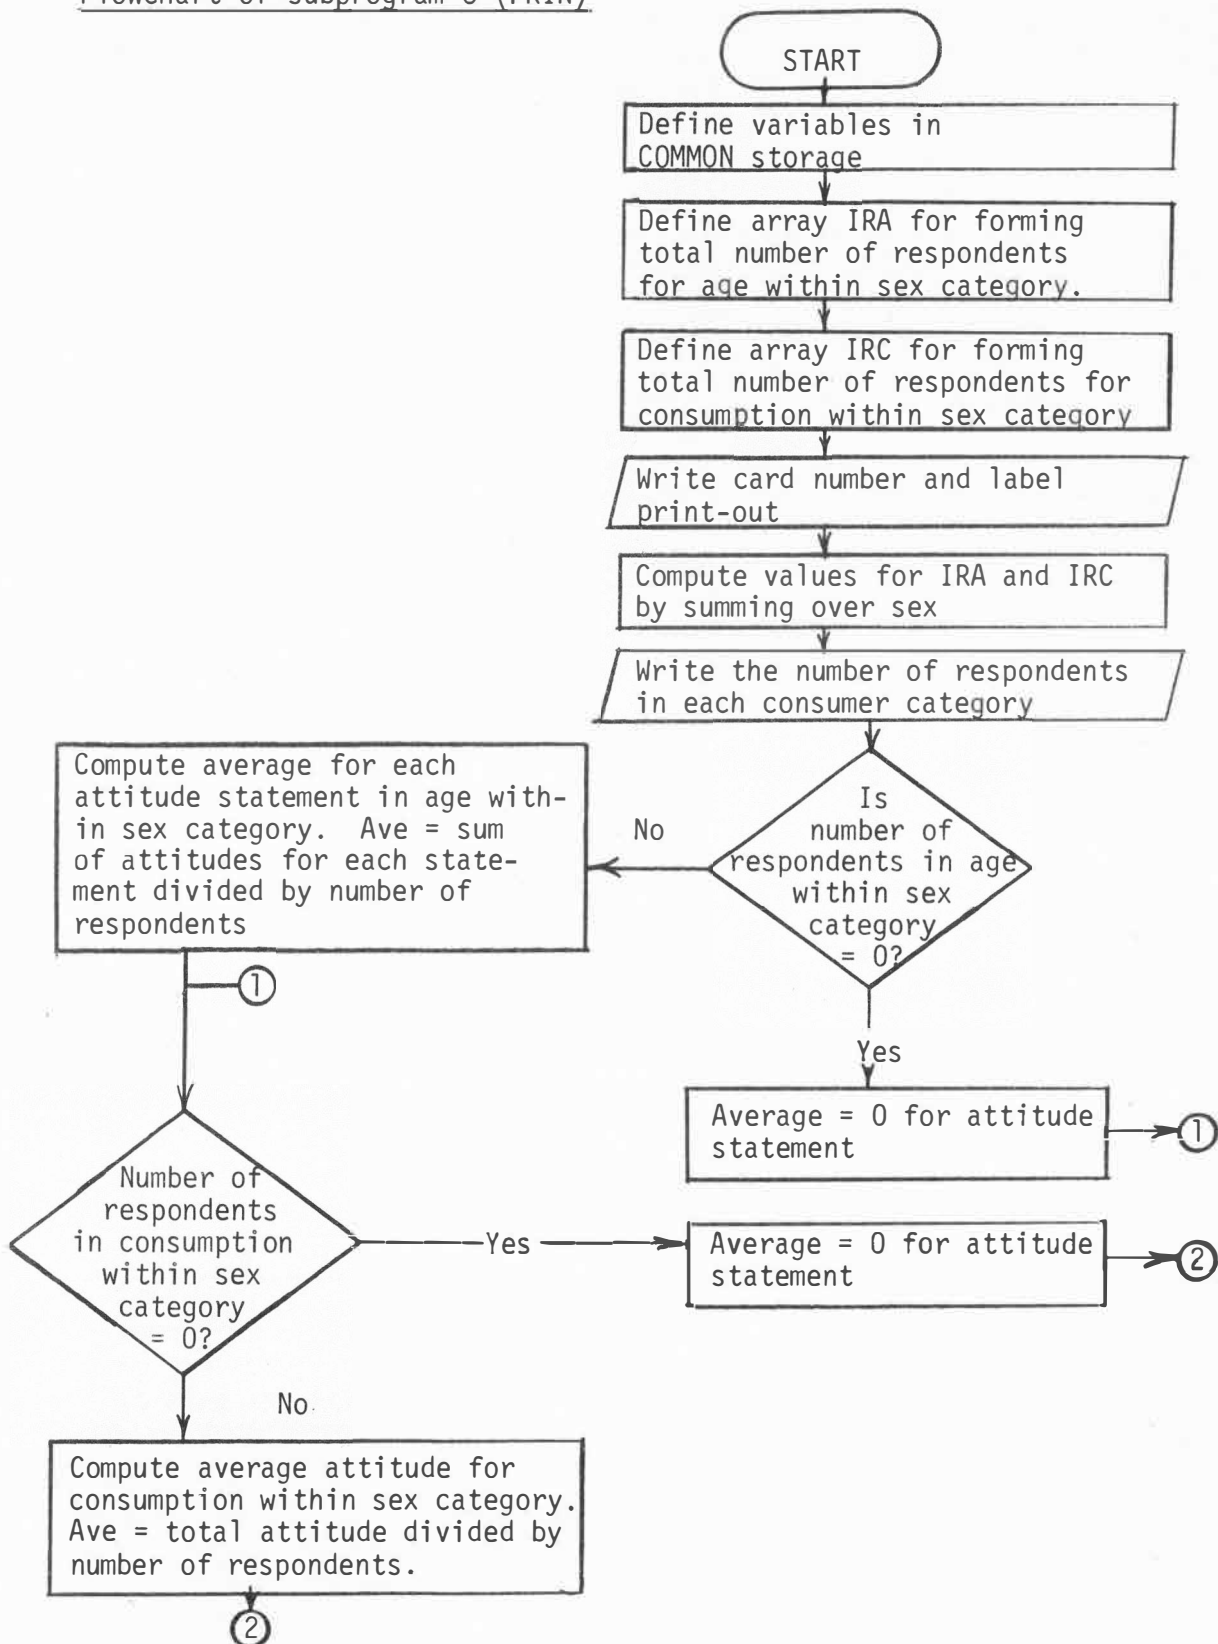 Flowchart of subprogram
(PRIN)
START
Define variables in
COMMON storage
Define array IRA for forming
total number of respondents
for age within sex category.
Define array IRC for forming
total number of respondents for
consumption within sex category
Write card number and label
print-out
Compute values for IRA and IRC
by summing over sex
Write the number of respondents
in each consumer category
Is
number of
respondents in age
within sex
category
= 0?
No
Compute average for each
attitude statement in age with-
in sex category. Ave = sum
of attitudes for each state-
ment divided by number of
respondents
1
Yes
Average = 0 for attitude
statement
1
Number of
respondents
in consumption
within sex
category
= 0?
Yes
Average = 0 for attitude
statement
2
No
Compute average attitude for
consumption within sex category.
Ave = total attitude divided by
number of respondents.
2